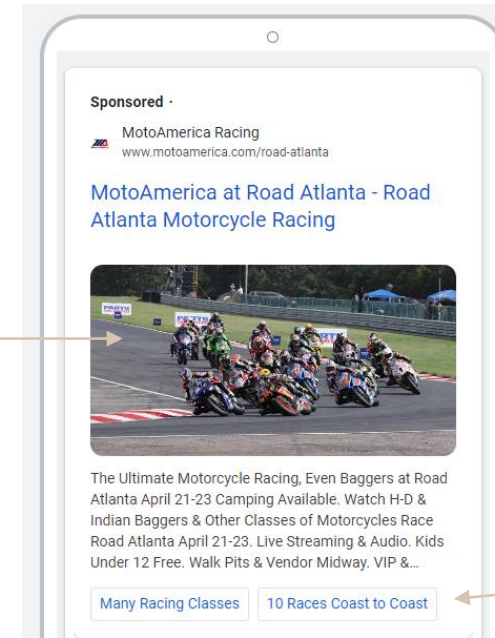 Sponsored ·
MotoAmerica Racing
www.motoamerica.com/road-atlanta
MotoAmerica at Road Atlanta - Road
Atlanta Motorcycle Racing
PARTS
PARTS
The Ultimate Motorcycle Racing, Even Baggers at Road
Atlanta April 21-23 Camping Available. Watch H-D &
Indian Baggers & Other Classes of Motorcycles Race
Road Atlanta April 21-23. Live Streaming & Audio. Kids
Under 12 Free. Walk Pits & Vendor Midway. VIP &…
Many Racing Classes
10 Races Coast to Coast